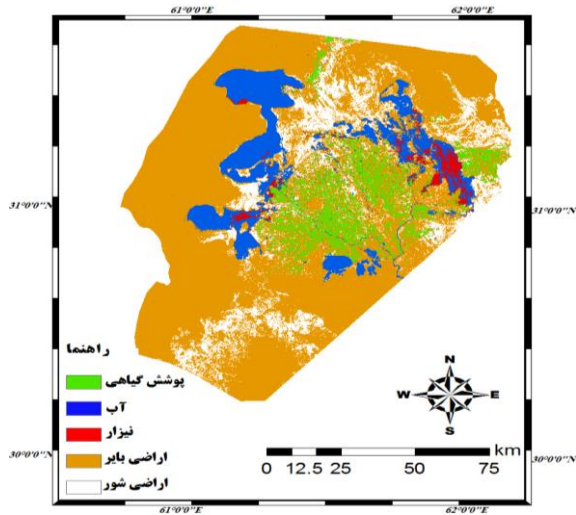 61°0'0"E 62°0'0"E
31°0'0"N 31°0'0"N
راهنما
پوشش گیاهی
آب
نیزار
اراضی بایر
اراضی شور
N
W E
S
km
0 12.5 25 50 75
30°0'0"N 30°0'0"N
61°0'0"E 62°0'0"E